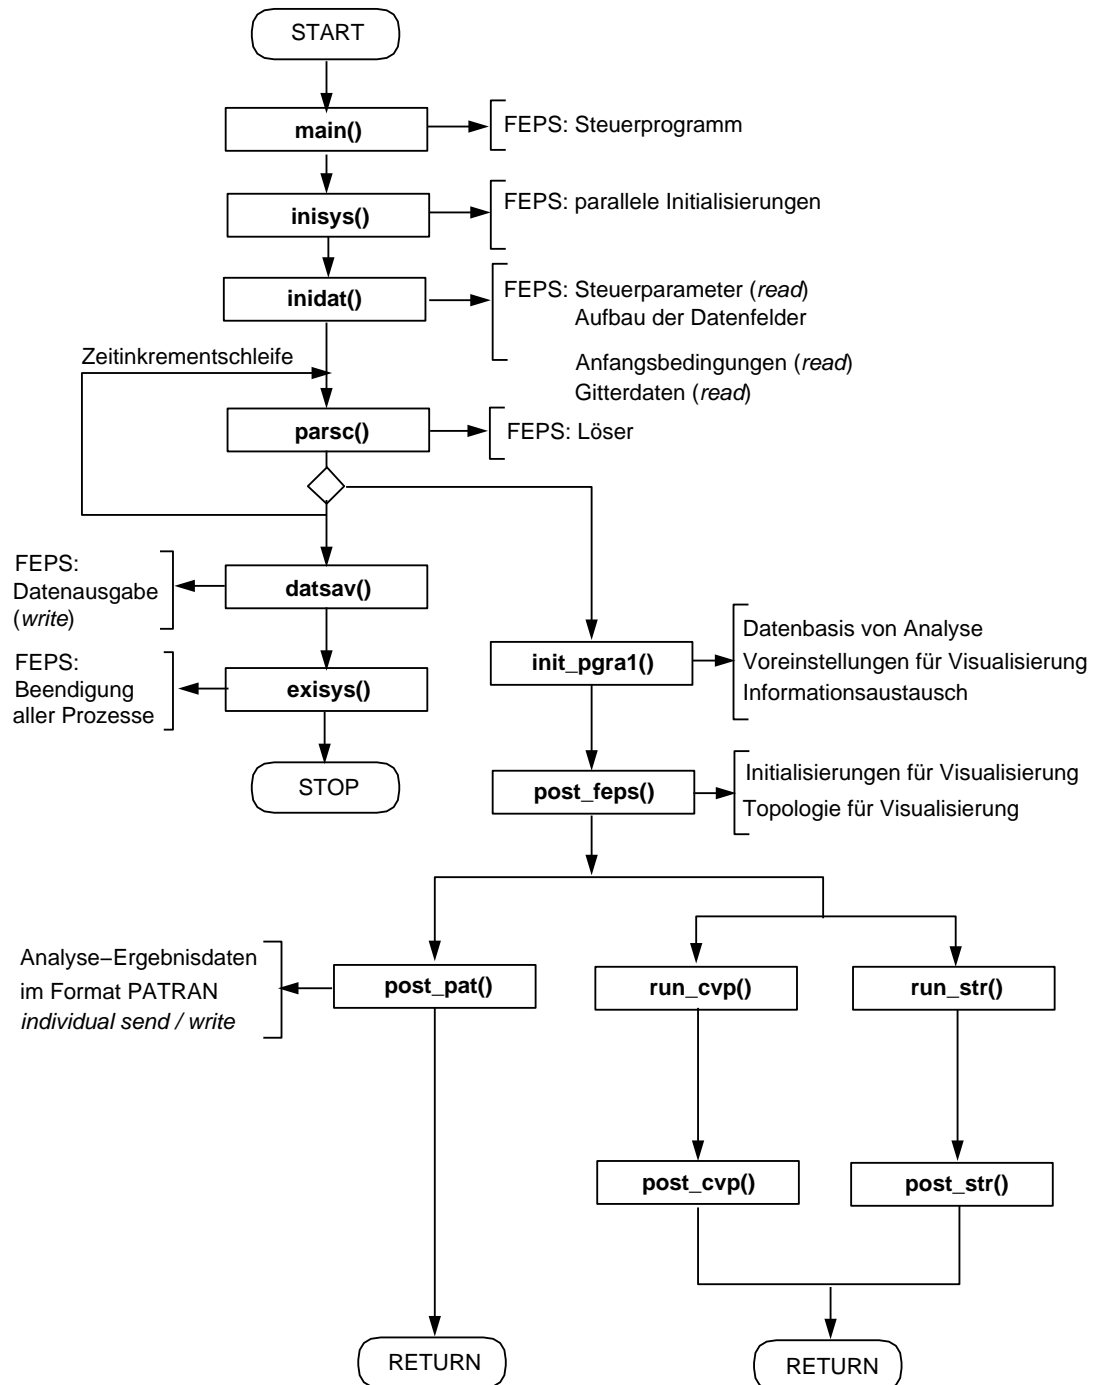 START
main()
FEPS: Steuerprogramm
inisys()
FEPS: parallele Initialisierungen
inidat()
FEPS: Steuerparameter (read)
Aufbau der Datenfelder
Anfangsbedingungen (read)
Gitterdaten (read)
Zeitinkrementschleife
parsc()
FEPS: Löser
FEPS:
Datenausgabe
(write)
datsav()
FEPS:
Beendigung
aller Prozesse
exisys()
STOP
init_pgra1()
Datenbasis von Analyse
Voreinstellungen für Visualisierung
Informationsaustausch
post_feps()
Initialisierungen für Visualisierung
Topologie für Visualisierung
Analyse−Ergebnisdaten
im Format PATRAN
individual send / write
post_pat()
run_cvp()
run_str()
post_cvp()
post_str()
RETURN
RETURN